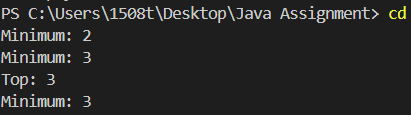 PS C:\Users\1508t\Desktop\Java Assignment> cd
Minimum: 2
Minimum: 3
Top: 3
Minimum: 3